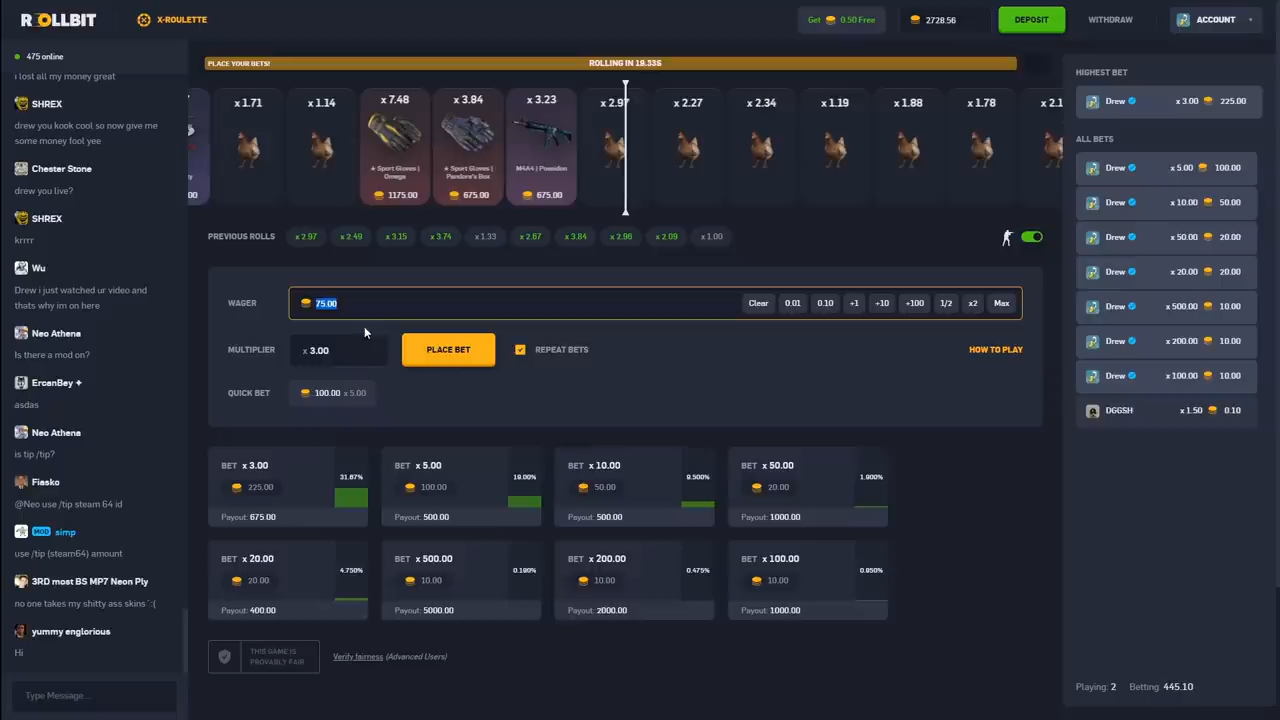 ROLLBIT
X-ROULETTE
Get 0.50 Free
2728.56
DEPOSIT
WITHDRAW
ACCOUNT
475 online
i lost all my money great
SHREX
drew you kook cool so now give me
some money fool yee
Chester Stone
drew you live?
SHREX
krrrr
Wu
Drew i just watched ur video and
thats why im on here
Neo Athena
Is there a mod on?
ErcanBey ✦
asdas
Neo Athena
is tip /tip?
Fiasko
@Neo use /tip steam 64 id
MOD simp
use /tip (steam64) amount
3RD most BS MP7 Neon Ply
no one takes my shitty ass skins :(
yummy englorious
Hi
Type Message...
PLACE YOUR BETS!
ROLLING IN 19.53S
x 1.71
x 1.14
x 7.48
★ Sport Gloves |
Omega
1175.00
x 3.84
★ Sport Gloves |
Pandora's Box
675.00
x 3.23
M4A4 | Poseidon
675.00
x 2.97
x 2.27
x 2.34
x 1.19
x 1.88
x 1.78
x 2.1
PREVIOUS ROLLS x 2.97 x 2.49 x 3.15 x 3.74 x 1.33 x 2.67 x 3.84 x 2.96 x 2.09 x 1.00
WAGER 75.00 Clear 0.01 0.10 +1 +10 +100 1/2 x2 Max
MULTIPLIER x 3.00 PLACE BET REPEAT BETS HOW TO PLAY
QUICK BET 100.00 x 5.00
BET x 3.00
31.67%
225.00
Payout: 675.00
BET x 5.00
19.00%
100.00
Payout: 500.00
BET x 10.00
9.500%
50.00
Payout: 500.00
BET x 50.00
1.900%
20.00
Payout: 1000.00
BET x 20.00
4.750%
20.00
Payout: 400.00
BET x 500.00
0.190%
10.00
Payout: 5000.00
BET x 200.00
0.475%
10.00
Payout: 2000.00
BET x 100.00
0.950%
10.00
Payout: 1000.00
THIS GAME IS
PROVABLY FAIR
Verify fairness (Advanced Users)
HIGHEST BET
Drew x 3.00 225.00
ALL BETS
Drew x 5.00 100.00
Drew x 10.00 50.00
Drew x 50.00 20.00
Drew x 20.00 20.00
Drew x 500.00 10.00
Drew x 200.00 10.00
Drew x 100.00 10.00
DGGSH x 1.50 0.10
Playing: 2 Betting 445.10